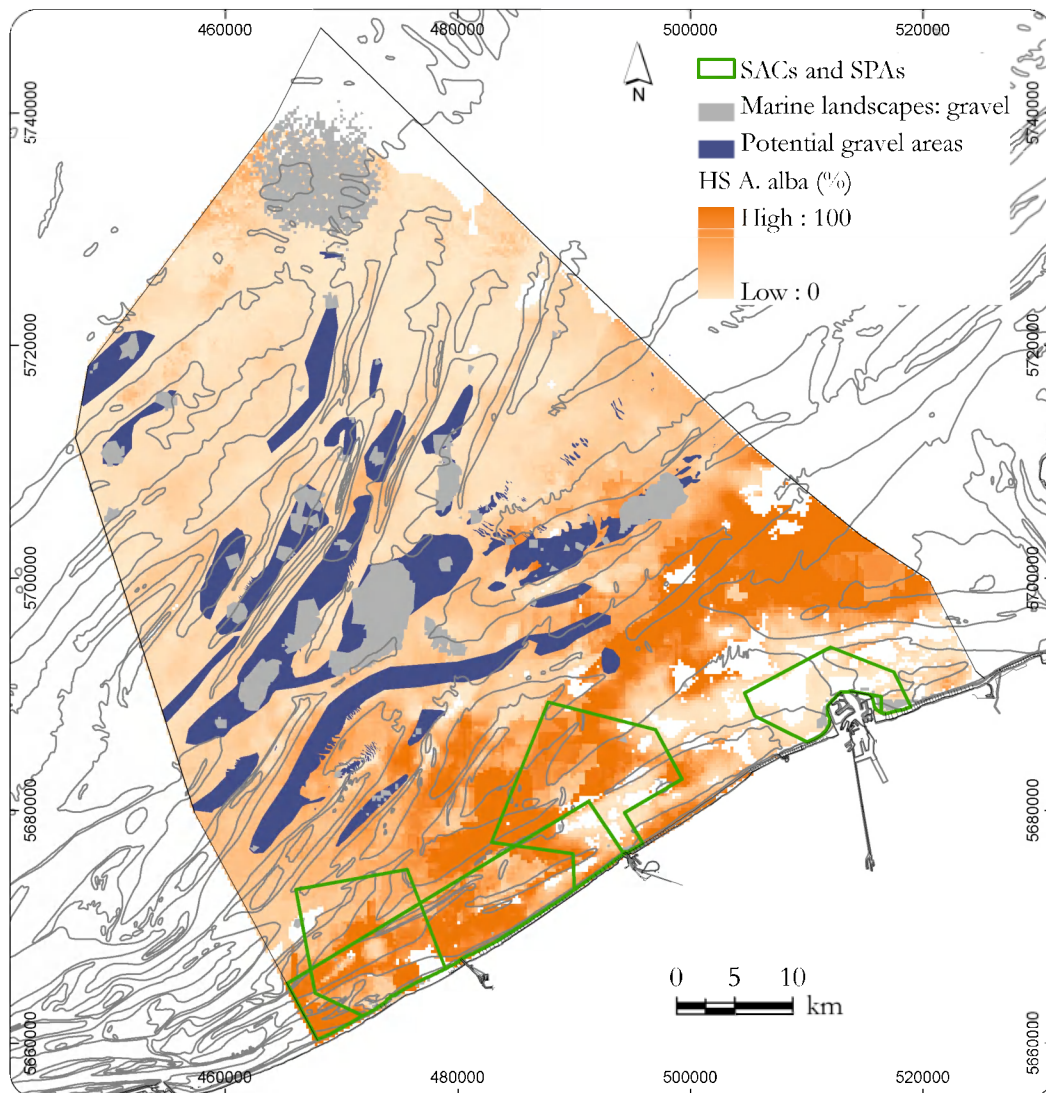 460000 480000 500000 520000
N
SACs and SPAs
Marine landscapes: gravel
Potential gravel areas
HS A. alba (%)
High : 100
Low : 0
5740000 5740000
5720000 5720000
5700000 5700000
5680000 5680000
5660000 5660000
0 5 10
km
460000 480000 500000 520000